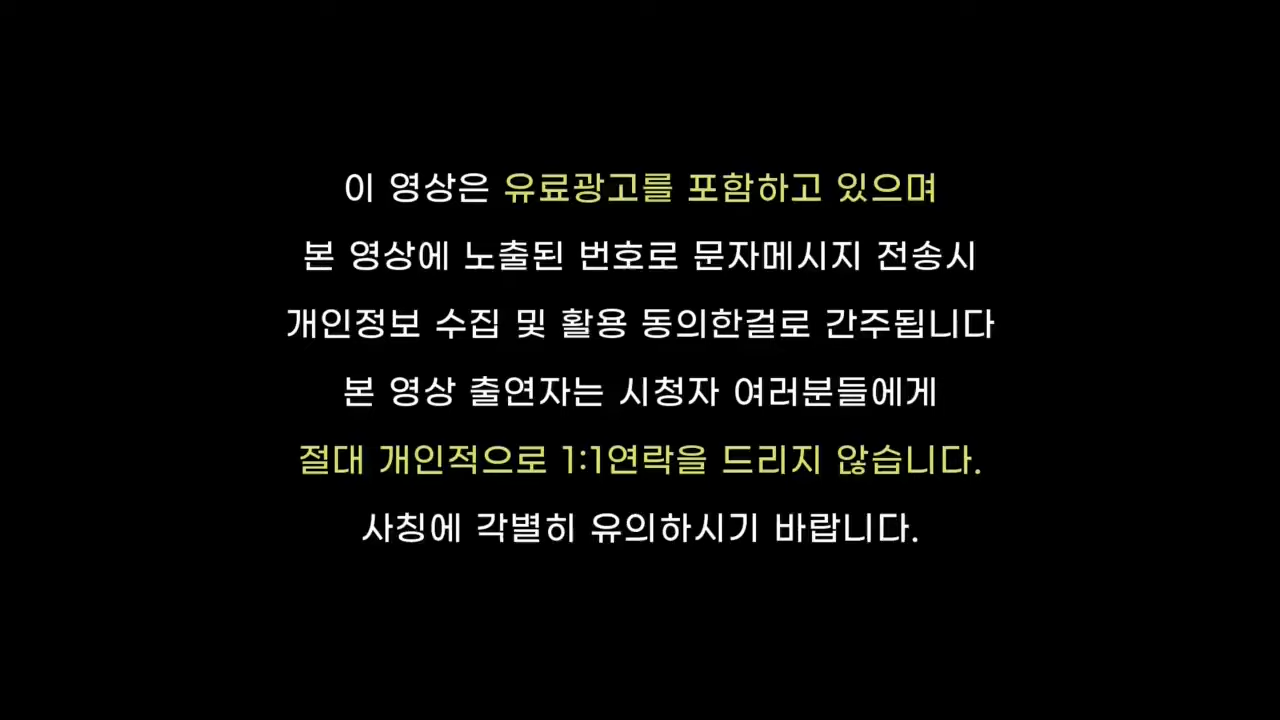 이 영상은 유료광고를 포함하고 있으며
본 영상에 노출된 번호로 문자메시지 전송시
개인정보 수집 및 활용 동의한걸로 간주됩니다
본 영상 출연자는 시청자 여러분들에게
절대 개인적으로 1:1연락을 드리지 않습니다.
사칭에 각별히 유의하시기 바랍니다.